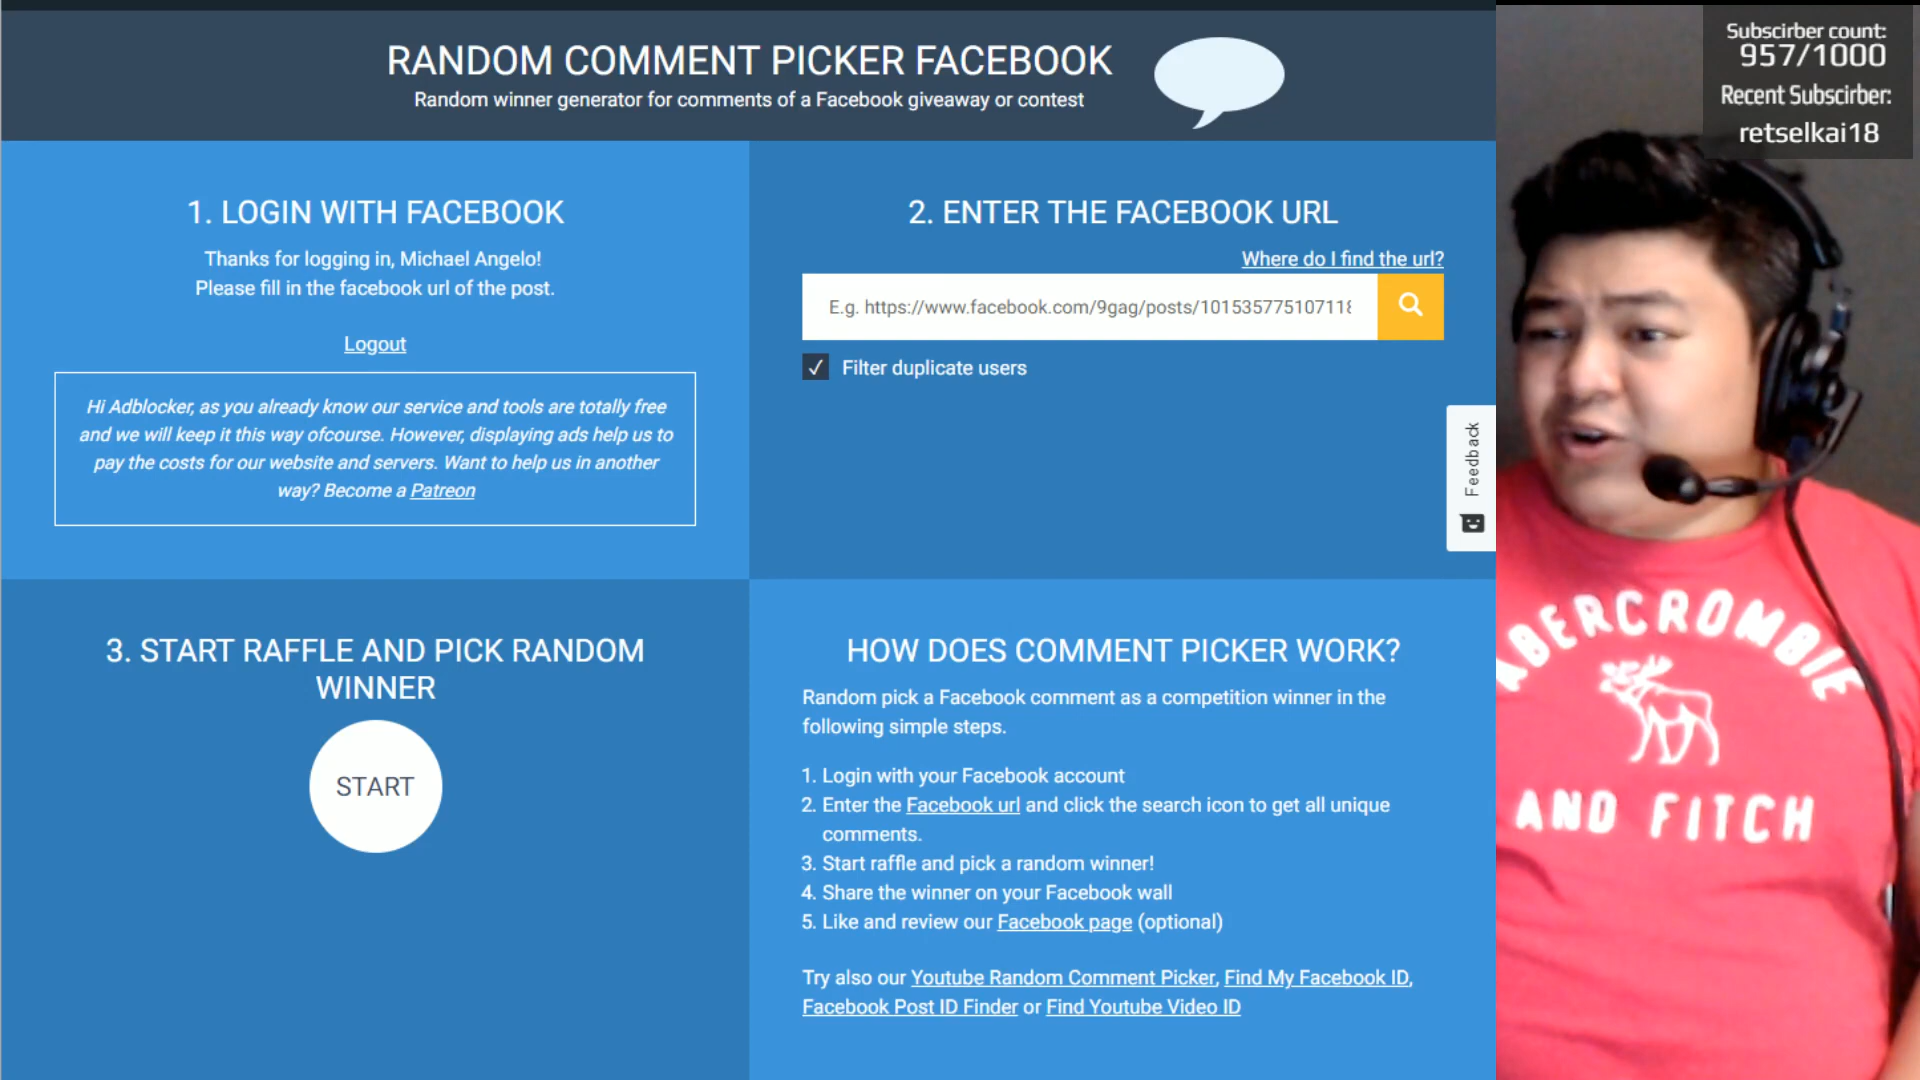 RANDOM COMMENT PICKER FACEBOOK
Random winner generator for comments of a Facebook giveaway or contest
1. LOGIN WITH FACEBOOK
Thanks for logging in, Michael Angelo!
Please fill in the facebook url of the post.
Logout
Hi Adblocker, as you already know our service and tools are totally free
and we will keep it this way ofcourse. However, displaying ads help us to
pay the costs for our website and servers. Want to help us in another
way? Become a Patreon
2. ENTER THE FACEBOOK URL
Where do I find the url?
E.g. https://www.facebook.com/9gag/posts/1015357751071118
Filter duplicate users
Feedback
3. START RAFFLE AND PICK RANDOM
WINNER
START
HOW DOES COMMENT PICKER WORK?
Random pick a Facebook comment as a competition winner in the
following simple steps.
1. Login with your Facebook account
2. Enter the Facebook url and click the search icon to get all unique
comments.
3. Start raffle and pick a random winner!
4. Share the winner on your Facebook wall
5. Like and review our Facebook page (optional)
Try also our Youtube Random Comment Picker, Find My Facebook ID,
Facebook Post ID Finder or Find Youtube Video ID
Subscirber count:
957/1000
Recent Subscirber:
retselkai18
ABERCROMBIE
AND FITCH